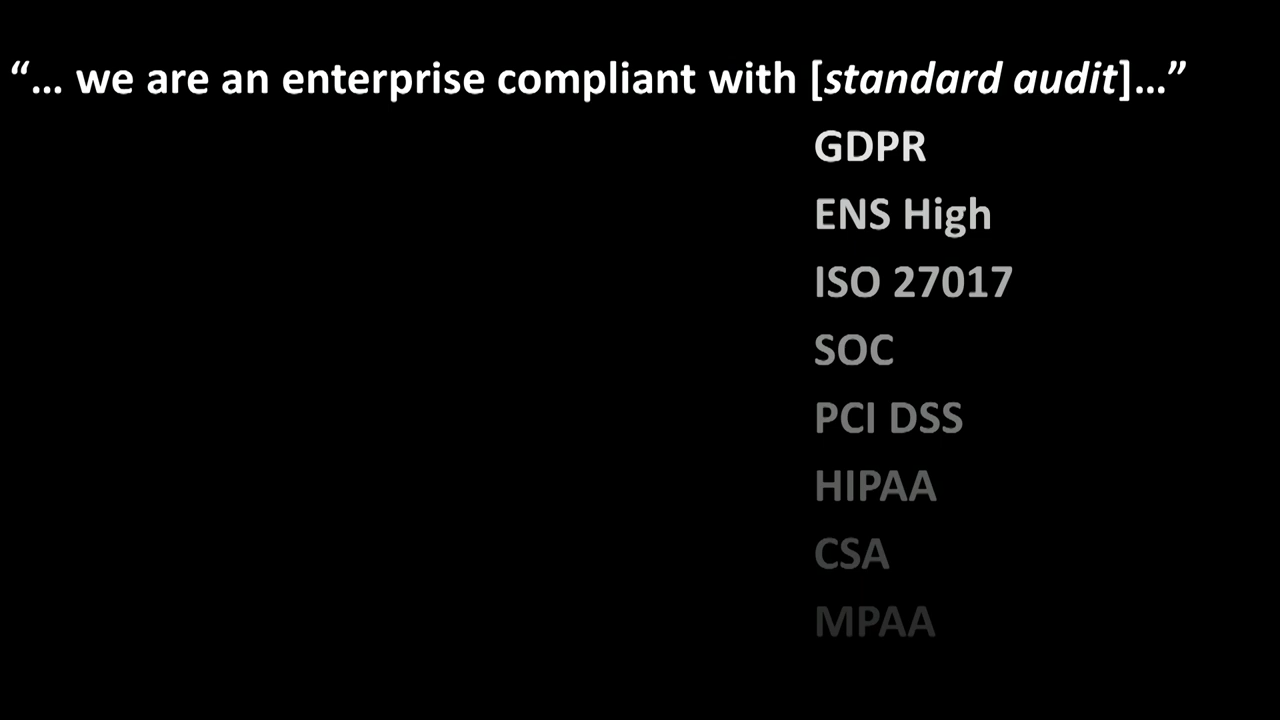 “... we are an enterprise compliant with [standard audit]...”
GDPR
ENS High
ISO 27017
SOC
PCI DSS
HIPAA
CSA
MPAA